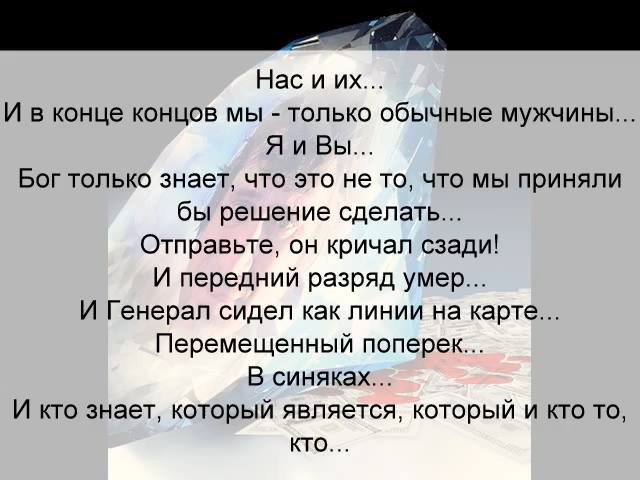 Нас и их...
И в конце концов мы - только обычные мужчины...
Я и Вы...
Бог только знает, что это не то, что мы приняли
бы решение сделать...
Отправьте, он кричал сзади!
И передний разряд умер...
И Генерал сидел как линии на карте...
Перемещенный поперек...
В синяках...
И кто знает, который является, который и кто то,
кто...